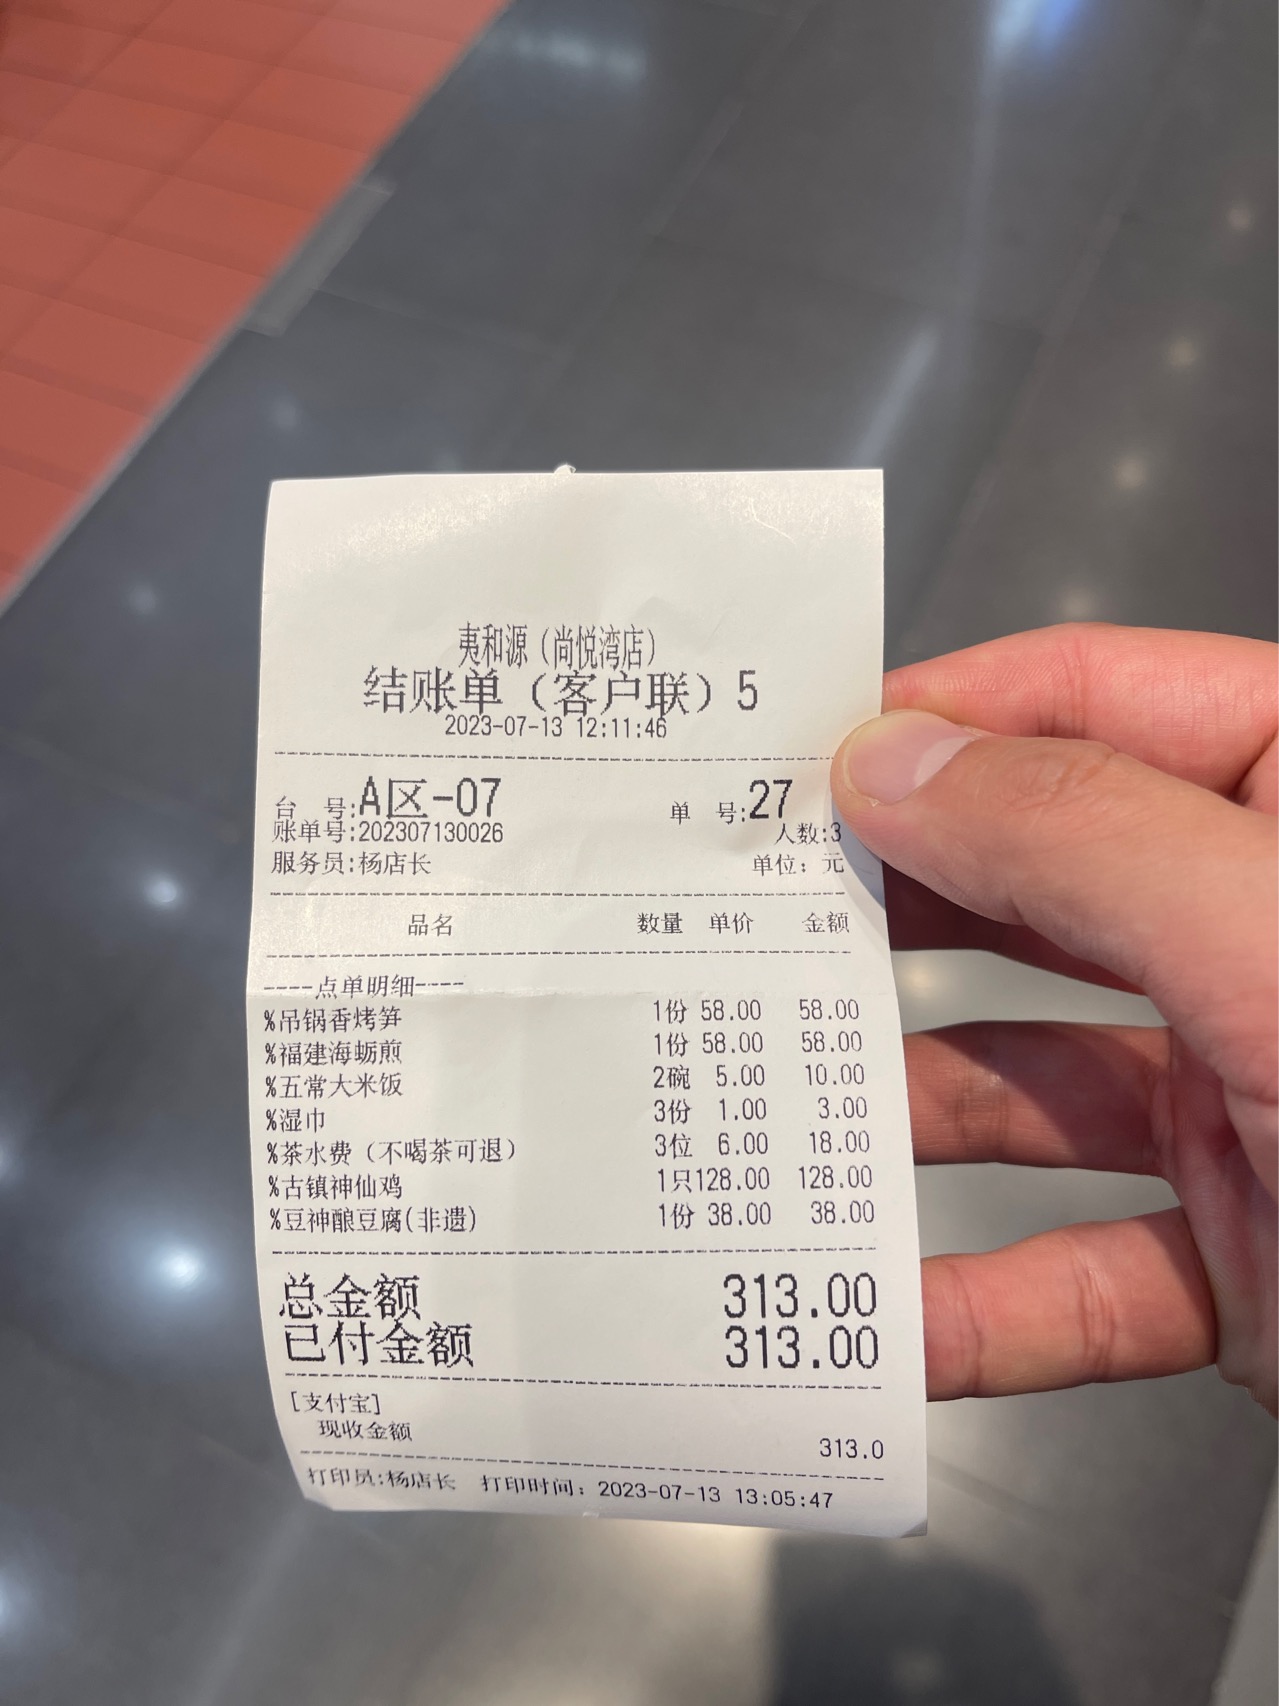 夷和源（尚悦湾店）
结账单（客户联）5
2023-07-13 12:11:46
台 号:A区-07 单 号:27
账单号:202307130026 人数:3
服务员:杨店长 单位：元
品名 数量 单价 金额
----点单明细----
%吊锅香烤笋 1份 58.00 58.00
%福建海蛎煎 1份 58.00 58.00
%五常大米饭 2碗 5.00 10.00
%湿巾 3份 1.00 3.00
%茶水费（不喝茶可退） 3位 6.00 18.00
%古镇神仙鸡 1只128.00 128.00
%豆神酿豆腐(非遗) 1份 38.00 38.00
总金额 313.00
已付金额 313.00
[支付宝]
现收金额 313.0
打印员:杨店长 打印时间：2023-07-13 13:05:47